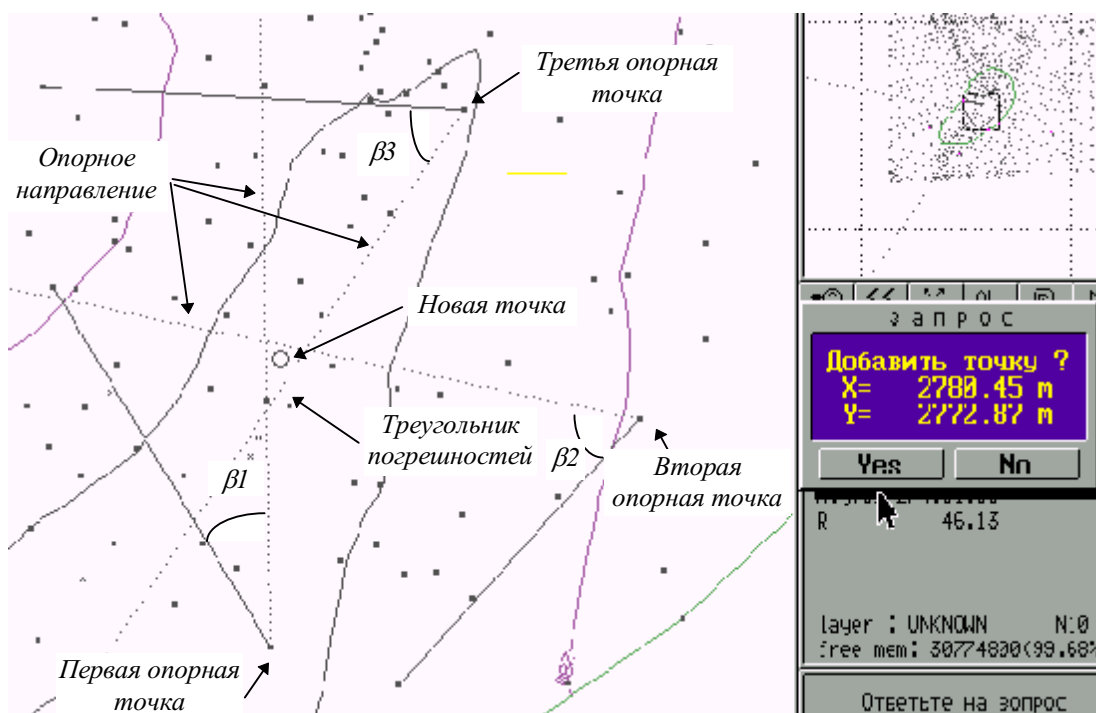 Третья опорная
точка
β3
Опорное
направление
Новая точка
Треугольник
погрешностей
β1
β2
Вторая
опорная точка
Первая опорная
точка
запрос
Добавить точку ?
X= 2780.45 m
Y= 2772.87 m
Yes
No
R 46.13
layer : UNKNOWN N:0
free mem: 30774800(99.68%
Ответьте на вопрос